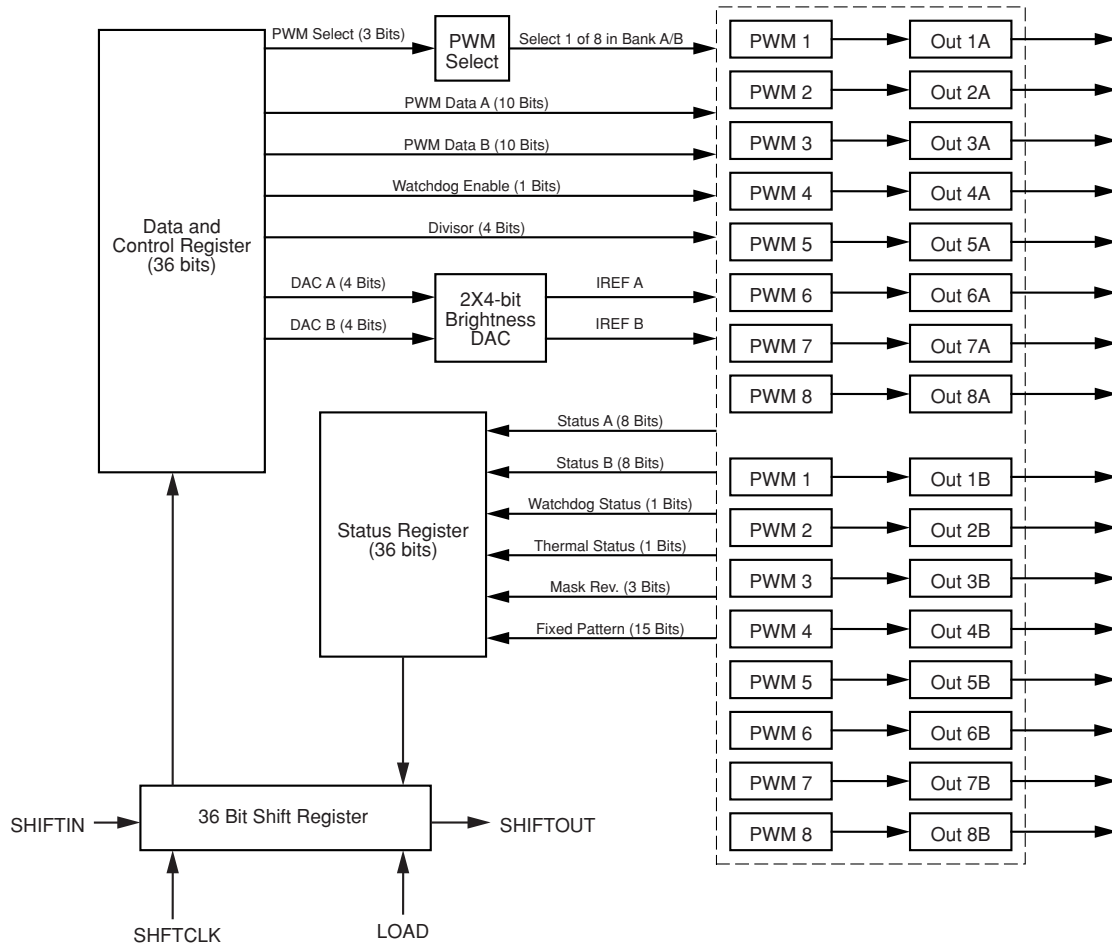 PWM Select (3 Bits)
PWM
Select
Select 1 of 8 in Bank A/B
PWM Data A (10 Bits)
PWM Data B (10 Bits)
Watchdog Enable (1 Bits)
Divisor (4 Bits)
Data and
Control Register
(36 bits)
DAC A (4 Bits)
DAC B (4 Bits)
2X4-bit
Brightness
DAC
IREF A
IREF B
PWM 1
Out 1A
PWM 2
Out 2A
PWM 3
Out 3A
PWM 4
Out 4A
PWM 5
Out 5A
PWM 6
Out 6A
PWM 7
Out 7A
PWM 8
Out 8A
Status Register
(36 bits)
Status A (8 Bits)
Status B (8 Bits)
Watchdog Status (1 Bits)
Thermal Status (1 Bits)
Mask Rev. (3 Bits)
Fixed Pattern (15 Bits)
PWM 1
Out 1B
PWM 2
Out 2B
PWM 3
Out 3B
PWM 4
Out 4B
PWM 5
Out 5B
PWM 6
Out 6B
PWM 7
Out 7B
PWM 8
Out 8B
SHIFTIN
36 Bit Shift Register
SHIFTOUT
SHFTCLK
LOAD